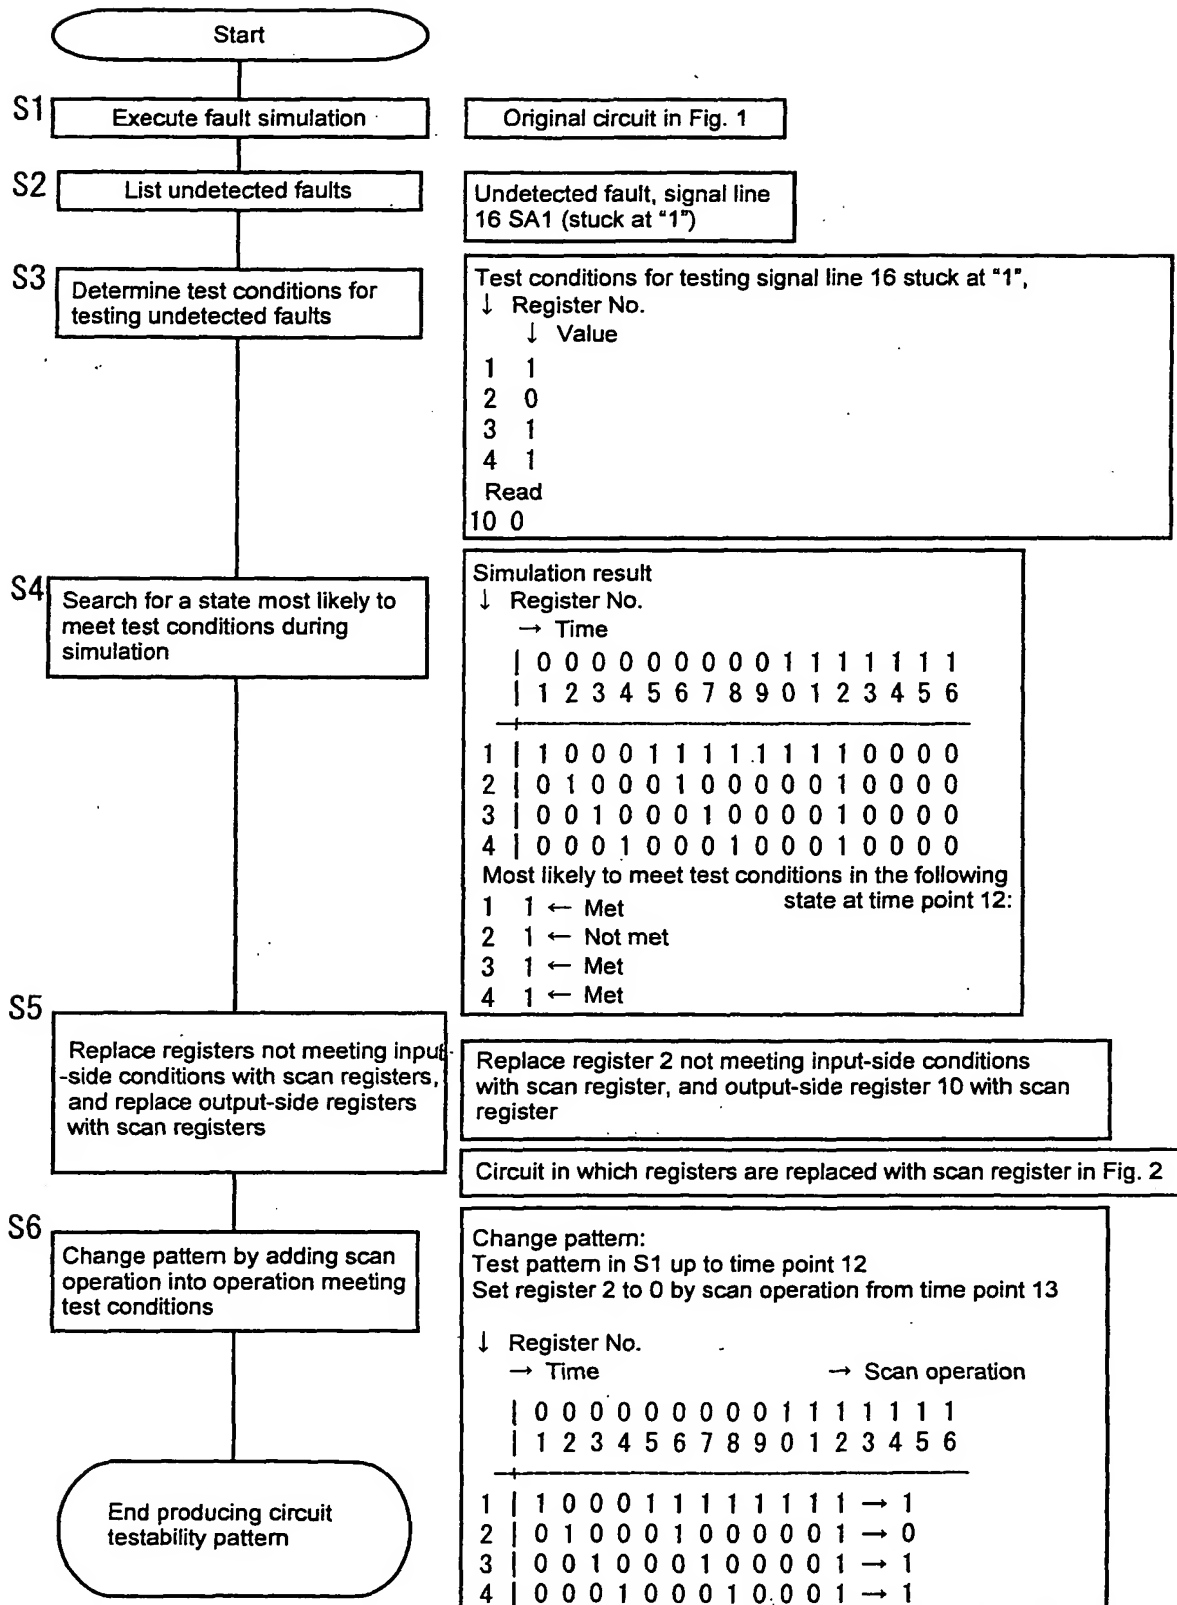 Start
S1
Execute fault simulation
Original circuit in Fig. 1
S2
List undetected faults
Undetected fault, signal line
16 SA1 (stuck at "1")
S3
Determine test conditions for
testing undetected faults
Test conditions for testing signal line 16 stuck at "1",
↓ Register No.
↓ Value
1 1
2 0
3 1
4 1
Read
10 0
S4
Search for a state most likely to
meet test conditions during
simulation
Simulation result
↓ Register No.
→ Time
| 0 0 0 0 0 0 0 0 0 1 1 1 1 1 1 1
| 1 2 3 4 5 6 7 8 9 0 1 2 3 4 5 6
1 | 1 0 0 0 1 1 1 1 1 1 1 1 0 0 0 0
2 | 0 1 0 0 0 1 0 0 0 0 0 1 0 0 0 0
3 | 0 0 1 0 0 0 1 0 0 0 0 1 0 0 0 0
4 | 0 0 0 1 0 0 0 1 0 0 0 1 0 0 0 0
Most likely to meet test conditions in the following
state at time point 12:
1 1 ← Met
2 1 ← Not met
3 1 ← Met
4 1 ← Met
S5
Replace registers not meeting input-
-side conditions with scan registers,
and replace output-side registers
with scan registers
Replace register 2 not meeting input-side conditions
with scan register, and output-side register 10 with scan
register
Circuit in which registers are replaced with scan register in Fig. 2
S6
Change pattern by adding scan
operation into operation meeting
test conditions
Change pattern:
Test pattern in S1 up to time point 12
Set register 2 to 0 by scan operation from time point 13
↓ Register No.
→ Time → Scan operation
| 0 0 0 0 0 0 0 0 0 1 1 1 1 1 1 1
| 1 2 3 4 5 6 7 8 9 0 1 2 3 4 5 6
1 | 1 0 0 0 1 1 1 1 1 1 1 1 → 1
2 | 0 1 0 0 0 1 0 0 0 0 0 1 → 0
3 | 0 0 1 0 0 0 1 0 0 0 0 1 → 1
4 | 0 0 0 1 0 0 0 1 0 0 0 1 → 1
End producing circuit
testability pattern